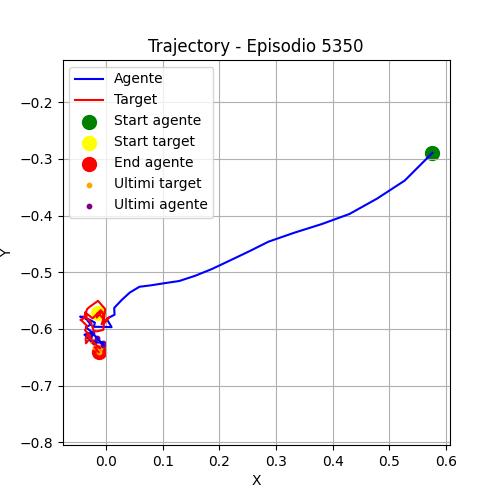 Trajectory - Episodio 5350
Agente
Target
Start agente
Start target
End agente
Ultimi target
Ultimi agente
−0.2
−0.3
−0.4
−0.5
−0.6
−0.7
−0.8
Y
0.0 0.1 0.2 0.3 0.4 0.5 0.6
X